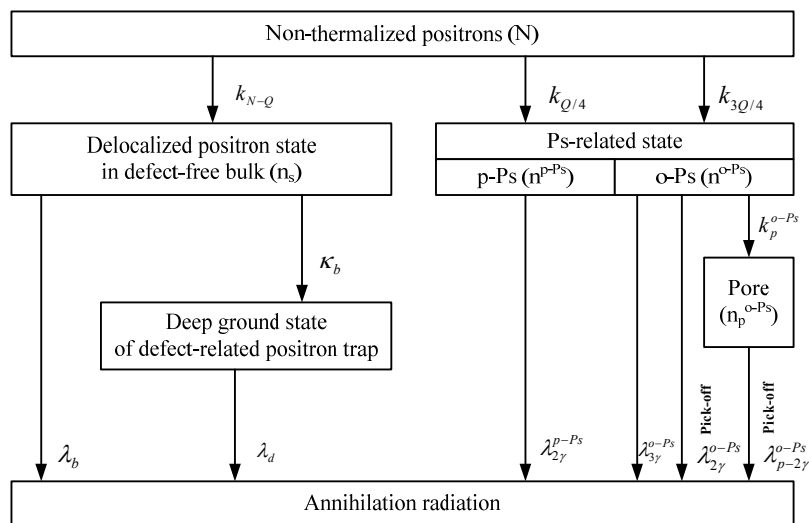 Non-thermalized positrons (N)
k_{N-Q}
k_{Q/4}
k_{3Q/4}
Delocalized positron state
in defect-free bulk (n_s)
Ps-related state
p-Ps (n^{p-Ps})
o-Ps (n^{o-Ps})
k_p^{o-Ps}
κ_b
Pore
(n_p^{o-Ps})
Deep ground state
of defect-related positron trap
Pick-off
Pick-off
λ_b
λ_d
λ_{2γ}^{p-Ps}
λ_{3γ}^{o-Ps}
λ_{2γ}^{o-Ps}
λ_{p-2γ}^{o-Ps}
Annihilation radiation